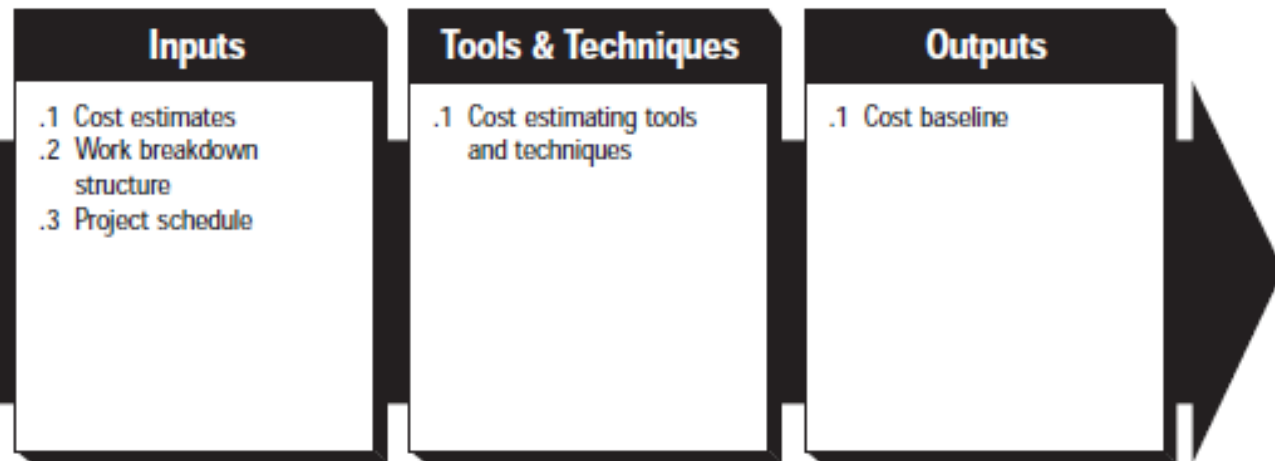 Inputs
.1 Cost estimates
.2 Work breakdown
structure
.3 Project schedule
Tools & Techniques
.1 Cost estimating tools
and techniques
Outputs
.1 Cost baseline